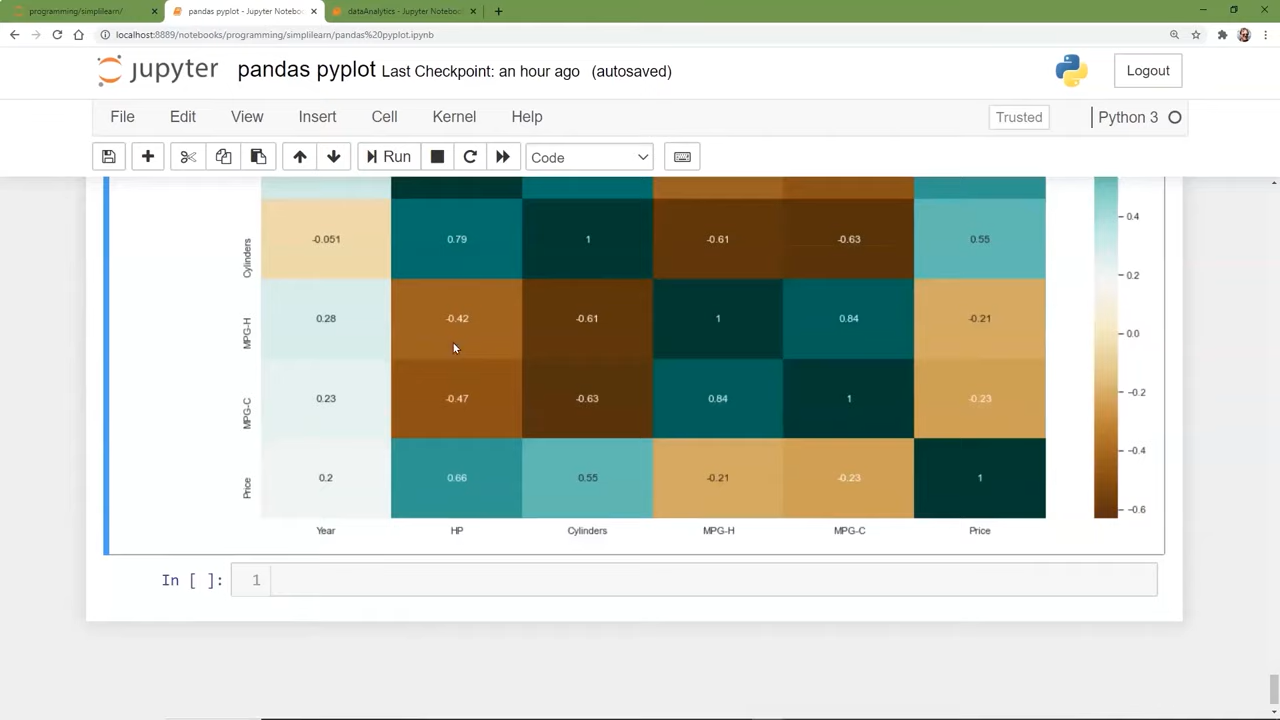 programming/simplilearn/
pandas pyplot - Jupyter Noteboo
dataAnalytics - Jupyter Notebook
localhost:8889/notebooks/programming/simplilearn/pandas%20pyplot.ipynb
jupyter pandas pyplot Last Checkpoint: an hour ago (autosaved)
Logout
File Edit View Insert Cell Kernel Help
Trusted
Python 3
Run
Code
0.4
Cylinders -0.051 0.79 1 -0.61 -0.63 0.55
0.2
MPG-H 0.28 -0.42 -0.61 1 0.84 -0.21
0.0
-0.2
MPG-C 0.23 -0.47 -0.63 0.84 1 -0.23
-0.4
Price 0.2 0.66 0.55 -0.21 -0.23 1
-0.6
Year HP Cylinders MPG-H MPG-C Price
In [ ]: 1